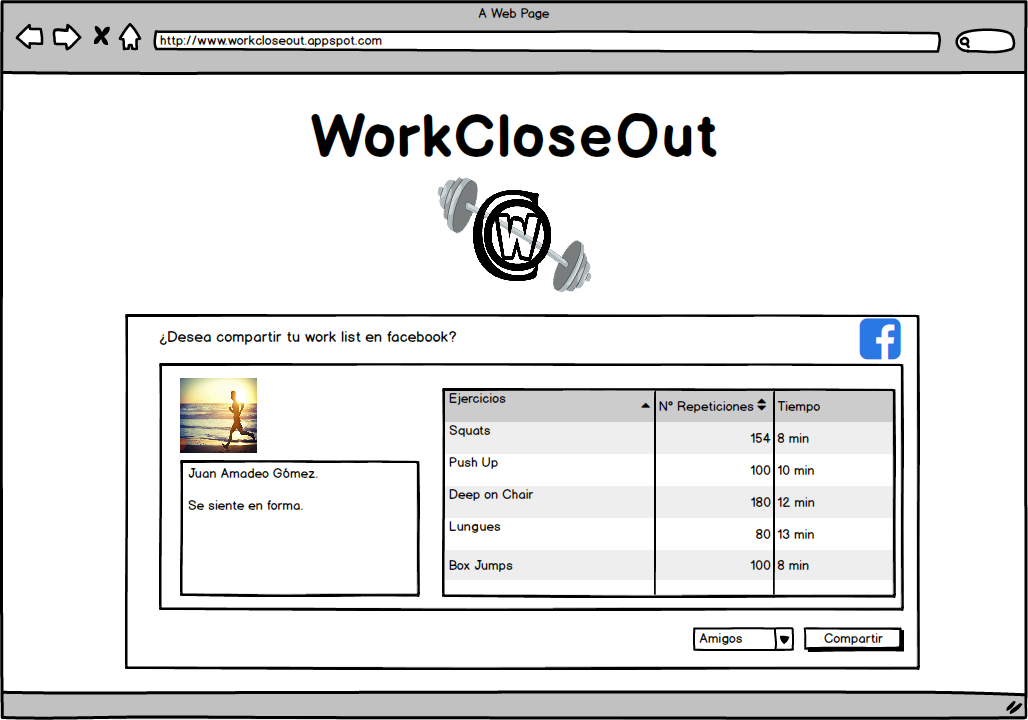 A Web Page
http://www.workcloseout.appspot.com
WorkCloseOut
CW
¿Desea compartir tu work list en facebook?
f
Juan Amadeo Gómez.
Se siente en forma.
Ejercicios Nº Repeticiones Tiempo
Squats 154 8 min
Push Up 100 10 min
Deep on Chair 180 12 min
Lungues 80 13 min
Box Jumps 100 8 min
Amigos Compartir